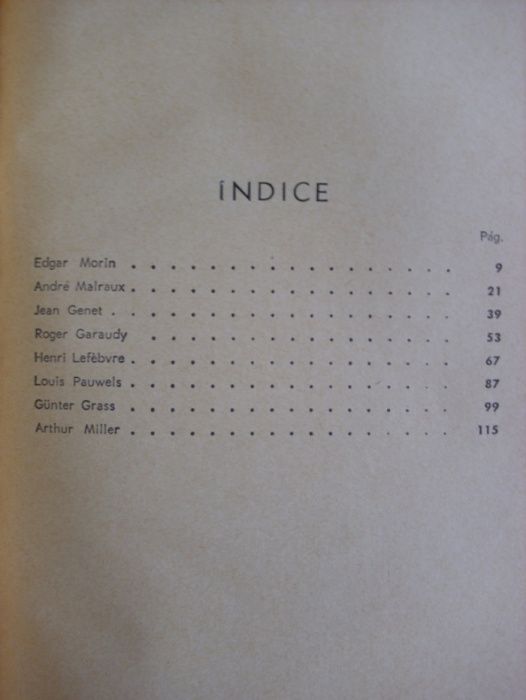 ÍNDICE
Pág.
Edgar Morin . . . . . . . . . . . . . . . . . 9
André Malraux . . . . . . . . . . . . . . . . . 21
Jean Genet . . . . . . . . . . . . . . . . . . 39
Roger Garaudy . . . . . . . . . . . . . . . . 53
Henri Lefèbvre . . . . . . . . . . . . . . . . . 67
Louis Pauwels . . . . . . . . . . . . . . . . . 87
Günter Grass . . . . . . . . . . . . . . . . . 99
Arthur Miller . . . . . . . . . . . . . . . . . 115